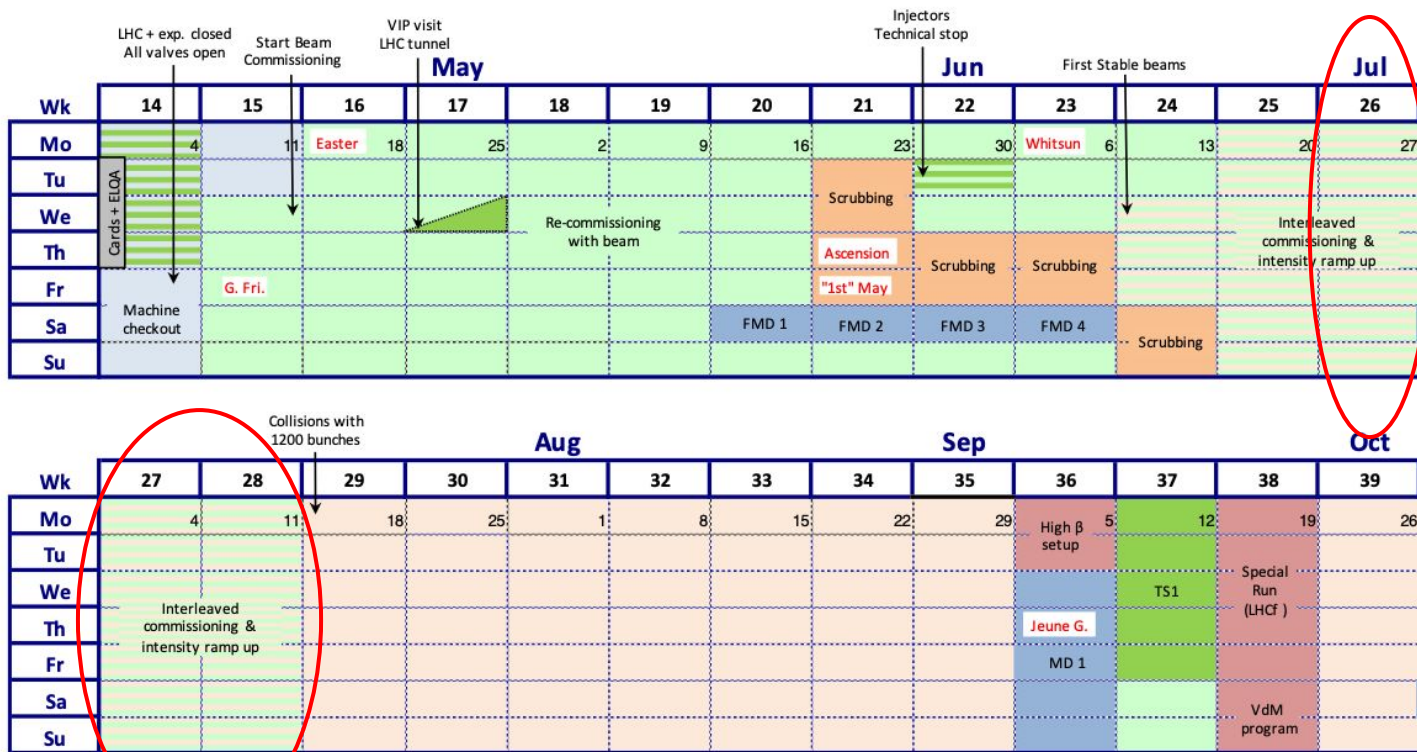 LHC + exp. closed
All valves open
Start Beam
Commissioning
VIP visit
LHC tunnel
Injectors
Technical stop
First Stable beams
May Jun Jul
Wk 14 15 16 17 18 19 20 21 22 23 24 25 26
Mo 4 11 Easter 18 25 2 9 16 23 30 Whitsun 6 13 20 27
Tu
We
Th
Fr
Sa
Su
Cards + ELQA
Machine
checkout
G. Fri.
Re-commissioning
with beam
Scrubbing
Ascension
"1st" May
Scrubbing
Scrubbing
FMD 1 FMD 2 FMD 3 FMD 4
Scrubbing
Interleaved
commissioning &
intensity ramp up
Collisions with
1200 bunches
Aug Sep Oct
Wk 27 28 29 30 31 32 33 34 35 36 37 38 39
Mo 4 11 18 25 1 8 15 22 29 5 12 19 26
Tu
We
Th
Fr
Sa
Su
Interleaved
commissioning &
intensity ramp up
High β
setup
Jeune G.
MD 1
TS1
Special
Run
(LHCf )
VdM
program